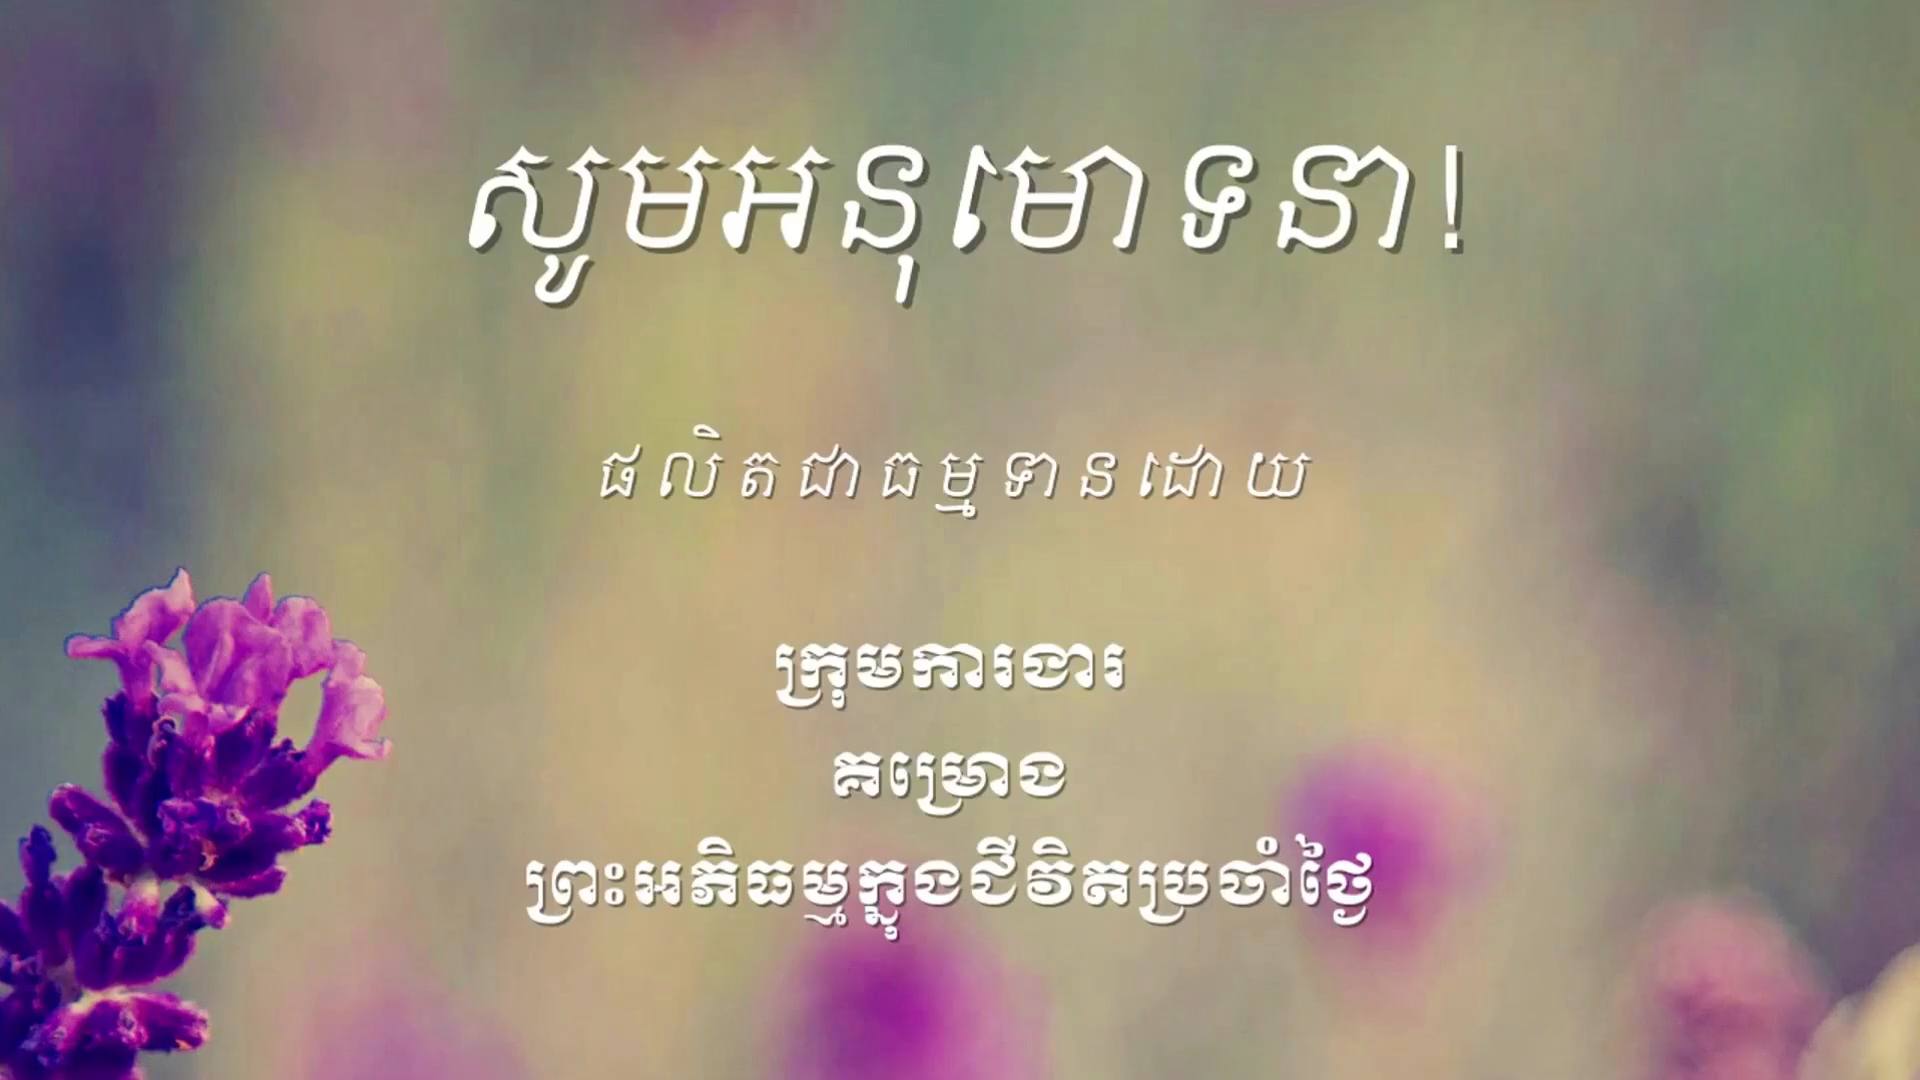 សូមអនុមោទនា!
ផលិតជាធម្មទានដោយ
ក្រុមការងារ
គម្រោង
ព្រះអភិធម្មក្នុងជីវិតប្រចាំថ្ងៃ